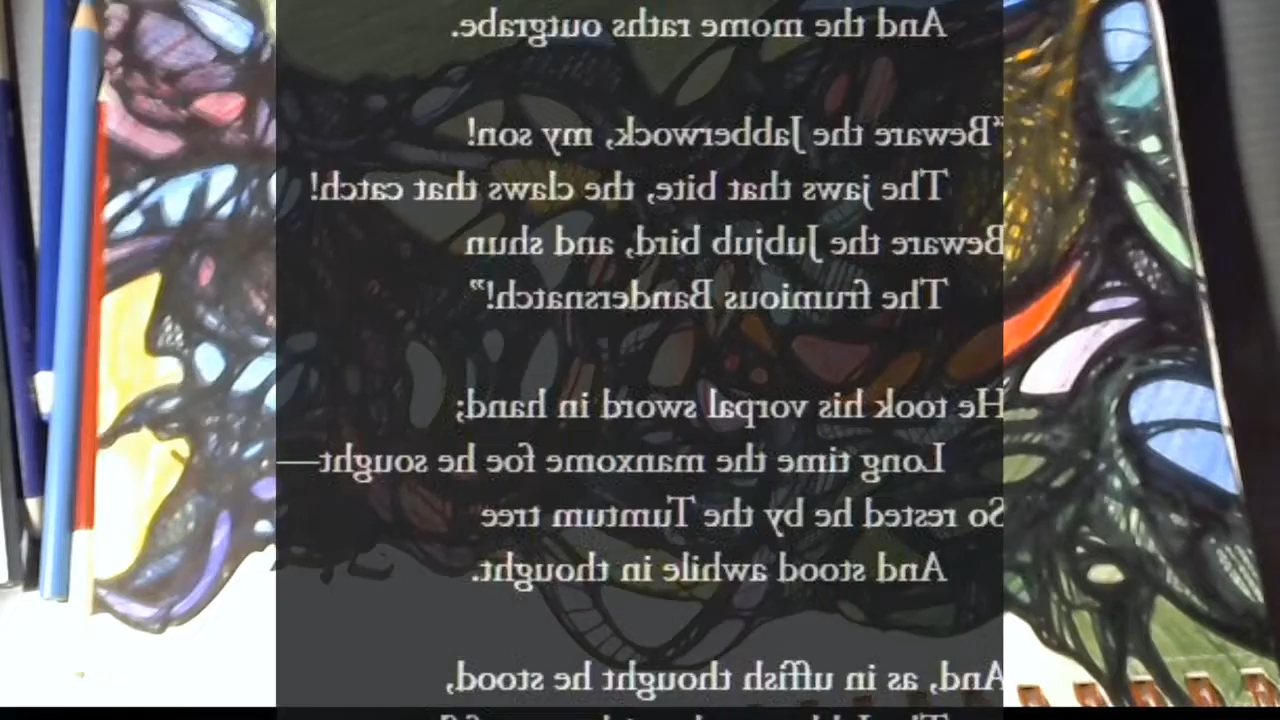 And the mome raths outgrabe.
“Beware the Jabberwock, my son!
The jaws that bite, the claws that catch!
Beware the Jubjub bird, and shun
The frumious Bandersnatch!”
He took his vorpal sword in hand;
Long time the manxome foe he sought—
So rested he by the Tumtum tree
And stood awhile in thought.
And, as in uffish thought he stood,